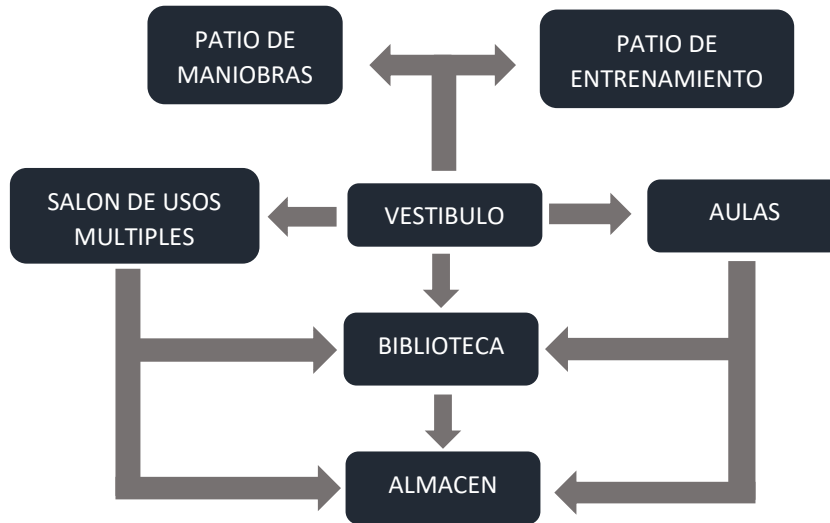 PATIO DE
MANIOBRAS
PATIO DE
ENTRENAMIENTO
SALON DE USOS
MULTIPLES
VESTIBULO
AULAS
BIBLIOTECA
ALMACEN